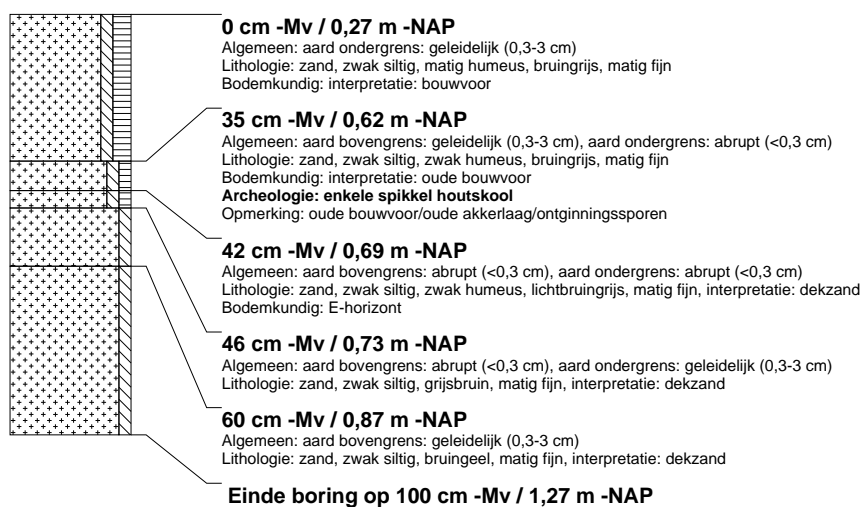 0 cm -Mv / 0,27 m -NAP
Algemeen: aard ondergrens: geleidelijk (0,3-3 cm)
Lithologie: zand, zwak siltig, matig humeus, bruingrijs, matig fijn
Bodemkundig: interpretatie: bouwvoor
35 cm -Mv / 0,62 m -NAP
Algemeen: aard bovengrens: geleidelijk (0,3-3 cm), aard ondergrens: abrupt (<0,3 cm)
Lithologie: zand, zwak siltig, zwak humeus, bruingrijs, matig fijn
Bodemkundig: interpretatie: oude bouwvoor
Archeologie: enkele spikkel houtskool
Opmerking: oude bouwvoor/oude akkerlaag/ontginningssporen
42 cm -Mv / 0,69 m -NAP
Algemeen: aard bovengrens: abrupt (<0,3 cm), aard ondergrens: abrupt (<0,3 cm)
Lithologie: zand, zwak siltig, zwak humeus, lichtbruingrijs, matig fijn, interpretatie: dekzand
Bodemkundig: E-horizont
46 cm -Mv / 0,73 m -NAP
Algemeen: aard bovengrens: abrupt (<0,3 cm), aard ondergrens: geleidelijk (0,3-3 cm)
Lithologie: zand, zwak siltig, grijsbruin, matig fijn, interpretatie: dekzand
60 cm -Mv / 0,87 m -NAP
Algemeen: aard bovengrens: geleidelijk (0,3-3 cm)
Lithologie: zand, zwak siltig, bruingeel, matig fijn, interpretatie: dekzand
Einde boring op 100 cm -Mv / 1,27 m -NAP